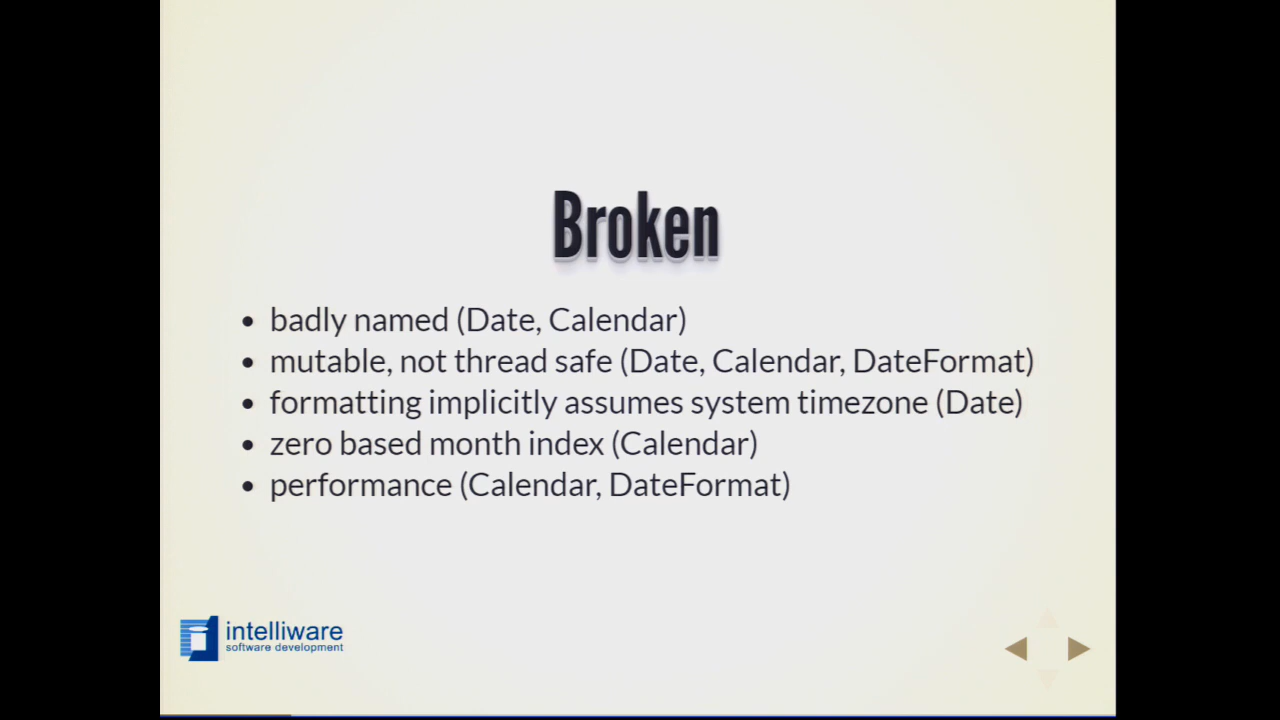 Broken
badly named (Date, Calendar)
mutable, not thread safe (Date, Calendar, DateFormat)
formatting implicitly assumes system timezone (Date)
zero based month index (Calendar)
performance (Calendar, DateFormat)
intelliware
software development